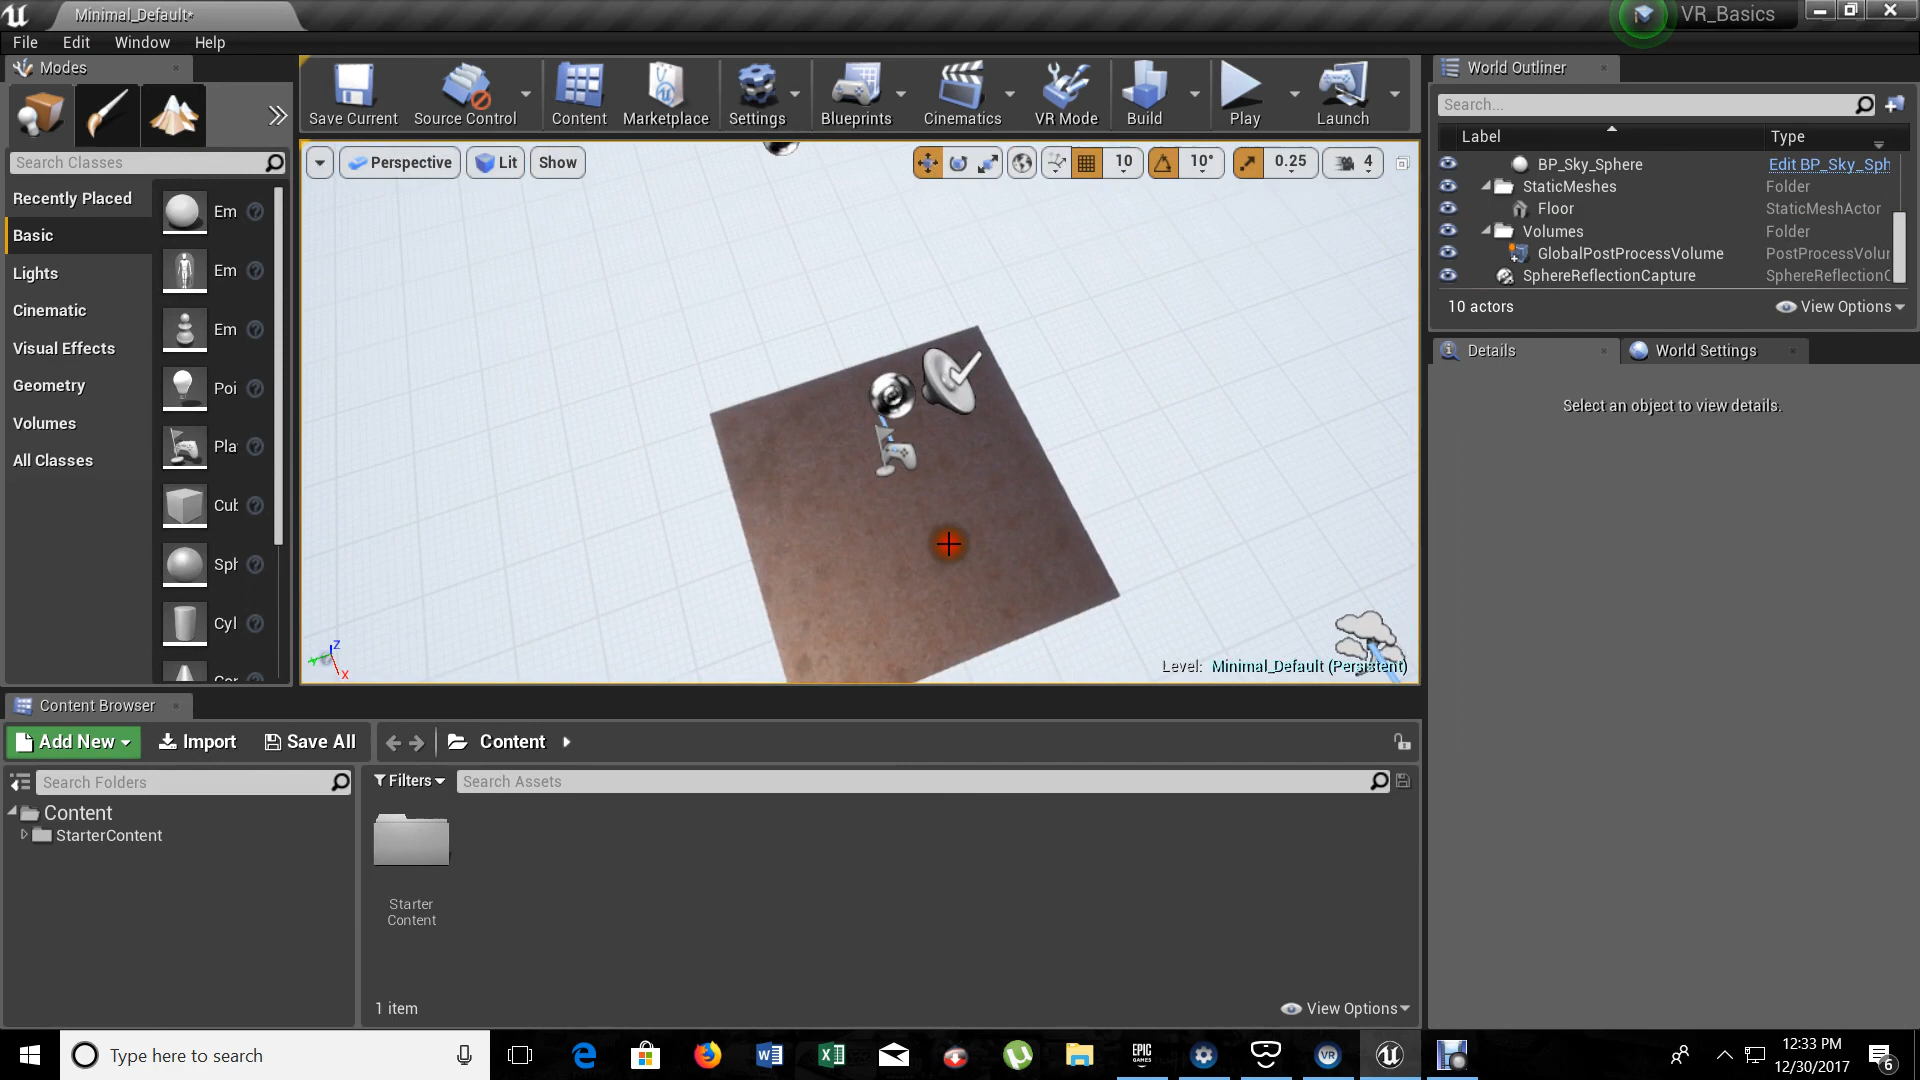 Minimal_Default*
VR_Basics
File Edit Window Help
Modes
Save Current
Source Control
Content
Marketplace
Settings
Blueprints
Cinematics
VR Mode
Build
Play
Launch
World Outliner
Search...
Label
Type
BP_Sky_Sphere Edit BP_Sky_Sph
StaticMeshes Folder
Floor StaticMeshActor
Volumes Folder
GlobalPostProcessVolume PostProcessVolur
SphereReflectionCapture SphereReflectionC
10 actors
View Options
Search Classes
Recently Placed
Basic
Lights
Cinematic
Visual Effects
Geometry
Volumes
All Classes
Em
Em
Em
Poi
Pla
Cub
Sph
Cyl
Cor
Perspective
Lit
Show
10
10°
0.25
4
Z
Y
X
Level: Minimal_Default (Persistent)
Details
World Settings
Select an object to view details.
Content Browser
Add New
Import
Save All
Content
Search Folders
Content
StarterContent
Filters
Search Assets
Starter
Content
1 item
View Options
Type here to search
EPIC
GAMES
VR
12:33 PM
12/30/2017
6